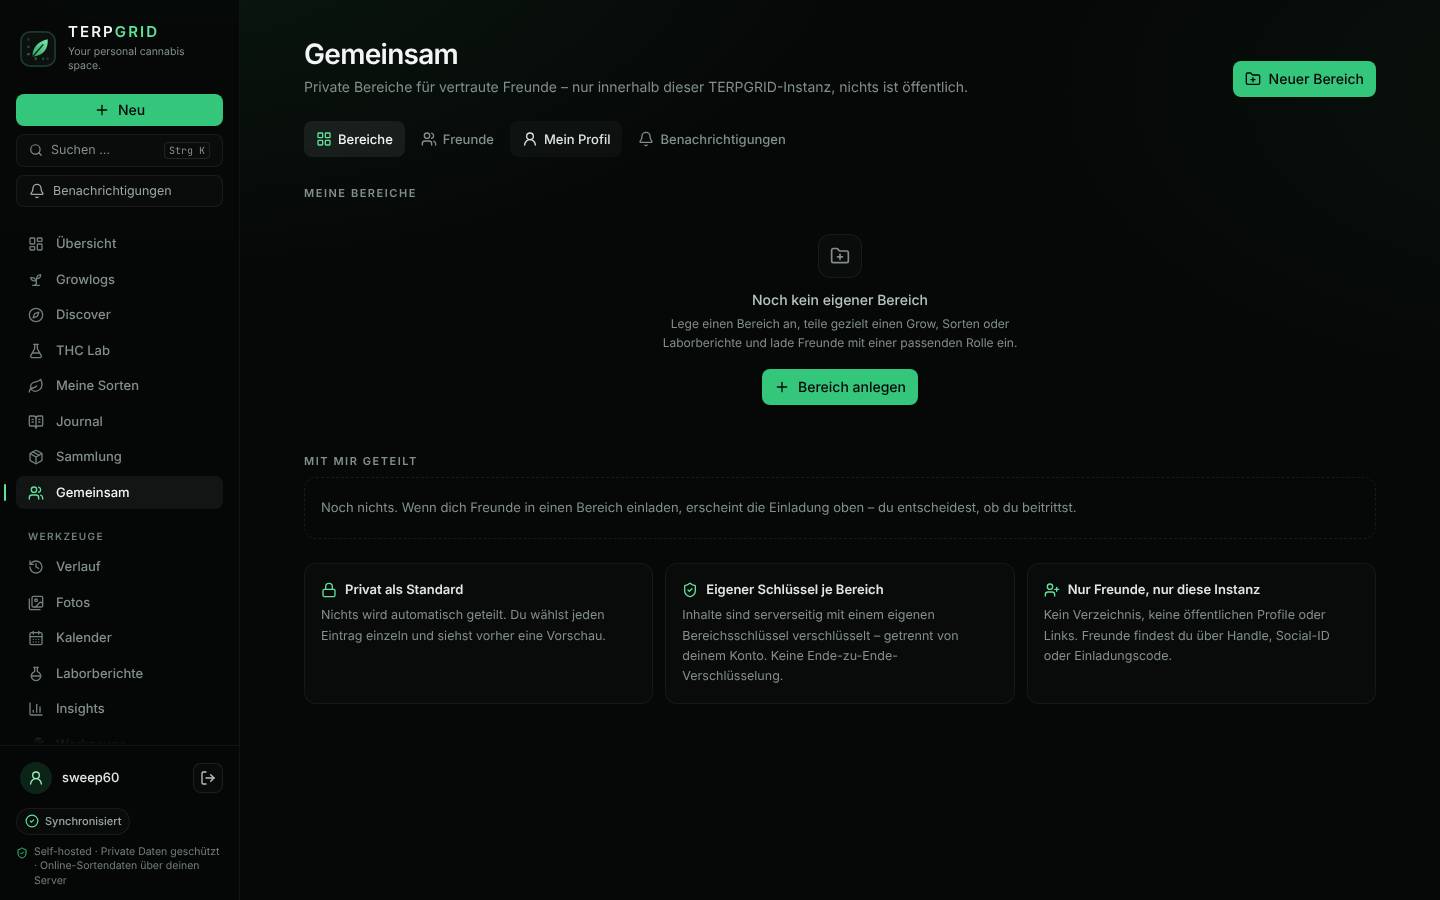 TERPGRID
Your personal cannabis
space.
Neu
Suchen ...
Strg K
Benachrichtigungen
Übersicht
Growlogs
Discover
THC Lab
Meine Sorten
Journal
Sammlung
Gemeinsam
WERKZEUGE
Verlauf
Fotos
Kalender
Laborberichte
Insights
sweep60
Synchronisiert
Self-hosted · Private Daten geschützt
· Online-Sortendaten über deinen
Server
Gemeinsam
Private Bereiche für vertraute Freunde – nur innerhalb dieser TERPGRID-Instanz, nichts ist öffentlich.
Neuer Bereich
Bereiche
Freunde
Mein Profil
Benachrichtigungen
MEINE BEREICHE
Noch kein eigener Bereich
Lege einen Bereich an, teile gezielt einen Grow, Sorten oder
Laborberichte und lade Freunde mit einer passenden Rolle ein.
Bereich anlegen
MIT MIR GETEILT
Noch nichts. Wenn dich Freunde in einen Bereich einladen, erscheint die Einladung oben – du entscheidest, ob du beitrittst.
Privat als Standard
Nichts wird automatisch geteilt. Du wählst jeden
Eintrag einzeln und siehst vorher eine Vorschau.
Eigener Schlüssel je Bereich
Inhalte sind serverseitig mit einem eigenen
Bereichsschlüssel verschlüsselt – getrennt von
deinem Konto. Keine Ende-zu-Ende-
Verschlüsselung.
Nur Freunde, nur diese Instanz
Kein Verzeichnis, keine öffentlichen Profile oder
Links. Freunde findest du über Handle, Social-ID
oder Einladungscode.